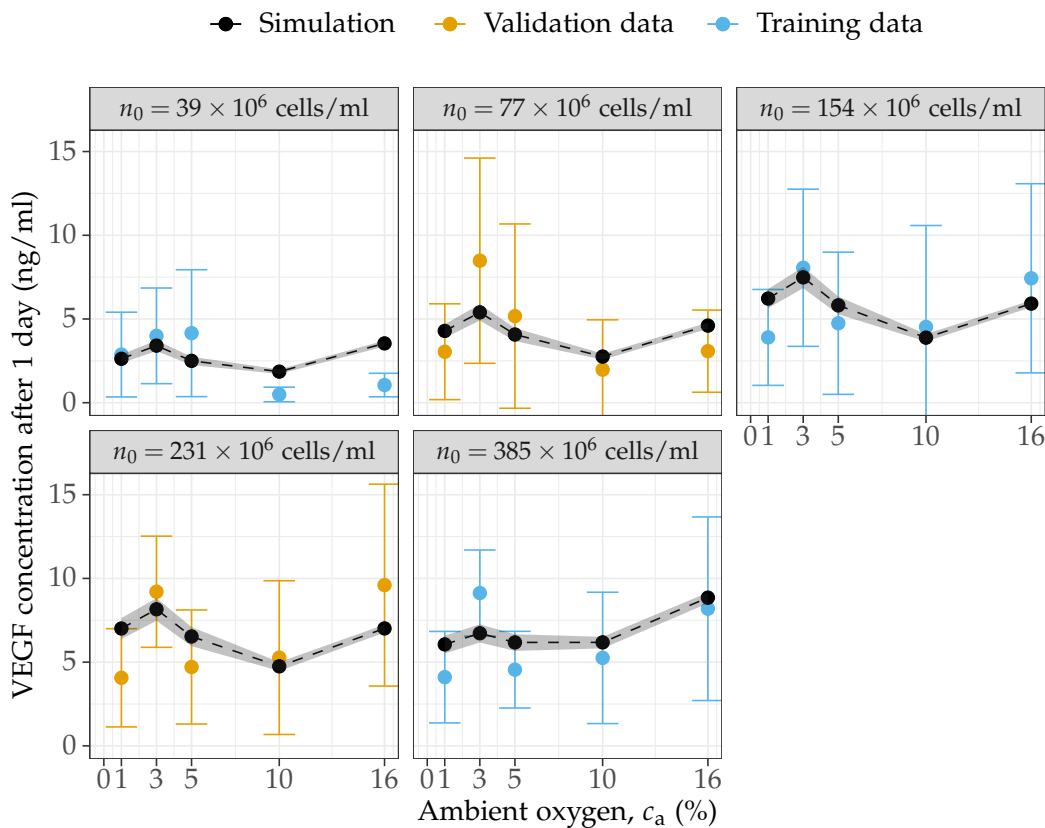 Simulation Validation data Training data
n₀ = 39 × 10⁶ cells/ml
n₀ = 77 × 10⁶ cells/ml
n₀ = 154 × 10⁶ cells/ml
15
10
5
0
0 1 3 5 10 16
n₀ = 231 × 10⁶ cells/ml
n₀ = 385 × 10⁶ cells/ml
15
10
5
0
0 1 3 5 10 16
0 1 3 5 10 16
VEGF concentration after 1 day (ng/ml)
Ambient oxygen, cₐ (%)